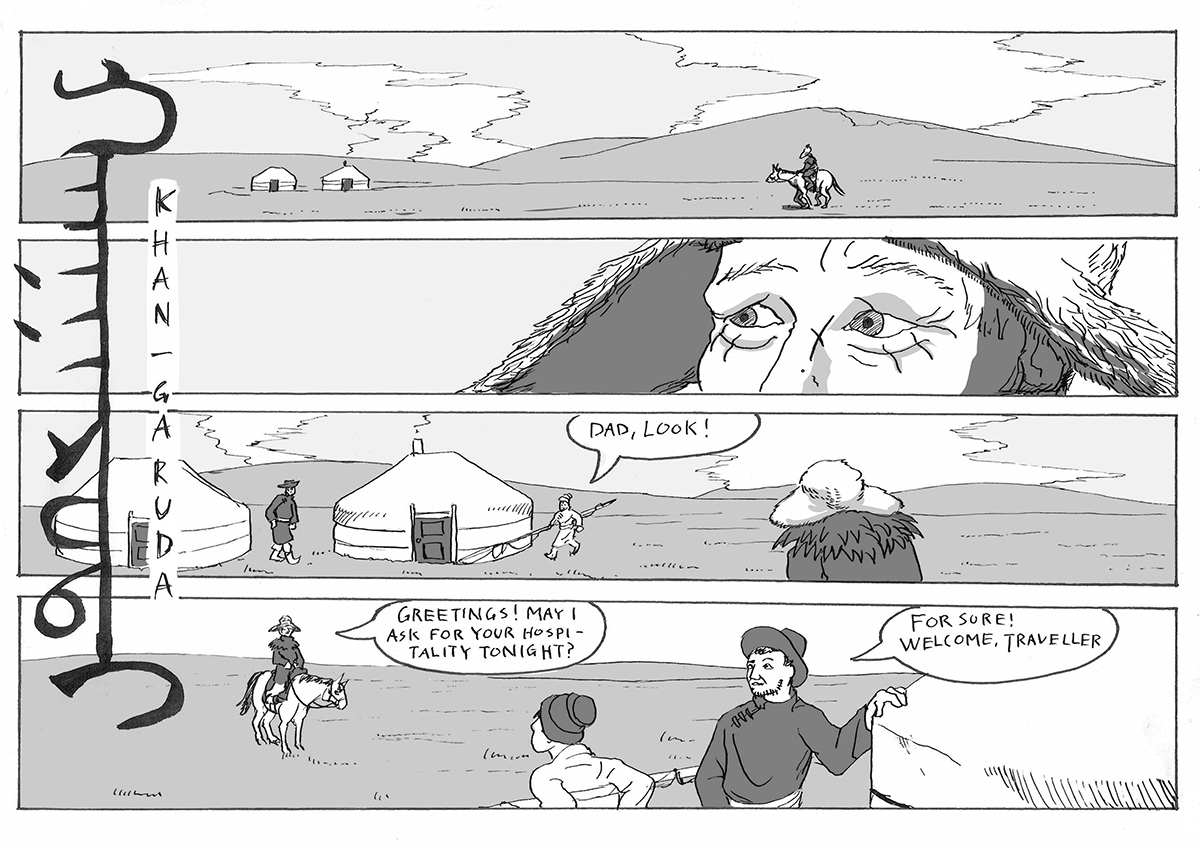 KHAN-GARUDA
DAD, LOOK!
GREETINGS! MAY I
ASK FOR YOUR HOSPI-
TALITY TONIGHT?
FOR SURE!
WELCOME, TRAVELLER